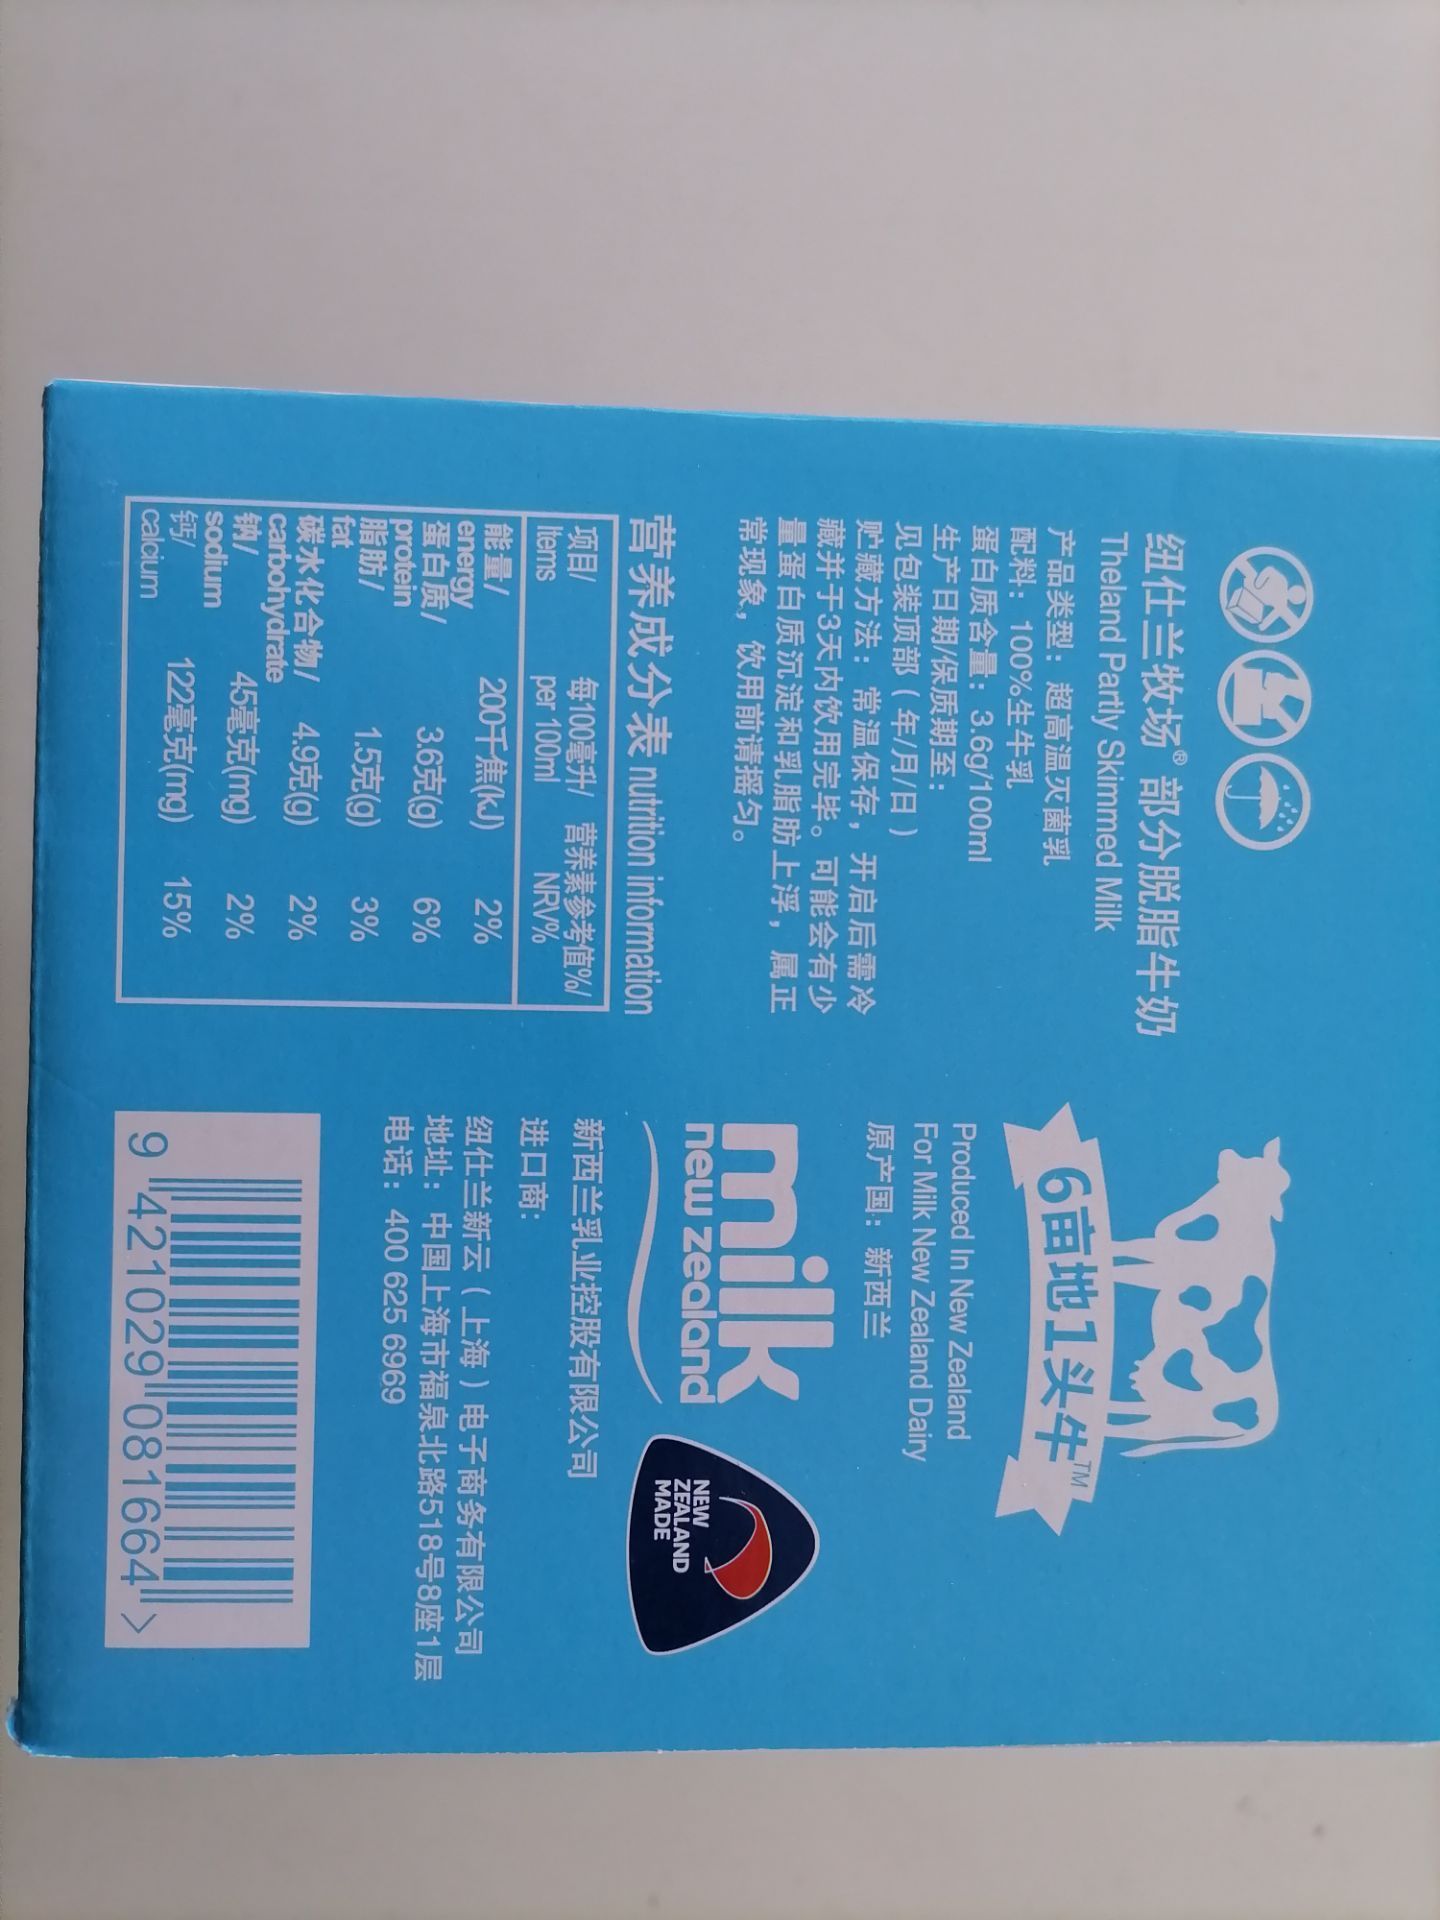 纽仕兰牧场® 部分脱脂牛奶
Theland Partly Skimmed Milk
产品类型：超高温灭菌乳
配料：100%生牛乳
蛋白质含量：3.6g/100ml
生产日期/保质期至：
见包装顶部（年/月/日）
贮藏方法：常温保存，开启后需冷
藏并于3天内饮用完毕。可能会有少
量蛋白质沉淀和乳脂肪上浮，属正
常现象，饮用前请摇匀。
营养成分表 nutrition information
项目/ 每100毫升/ 营养素参考值%/
Items per 100ml NRV%
能量/ 200千焦(kJ) 2%
energy
蛋白质/ 3.6克(g) 6%
protein
脂肪/ 1.5克(g) 3%
fat
碳水化合物/ 4.9克(g) 2%
carbohydrate
钠/ 45毫克(mg) 2%
sodium
钙/ 122毫克(mg) 15%
calcium
6亩地1头牛™
Produced In New Zealand
For Milk New Zealand Dairy
原产国：新西兰
milk
new zealand
NEW
ZEALAND
MADE
新西兰乳业控股有限公司
进口商：
纽仕兰新云（上海）电子商务有限公司
地址：中国上海市福泉北路518号8座1层
电话：400 625 6969
9 421029 081664 >